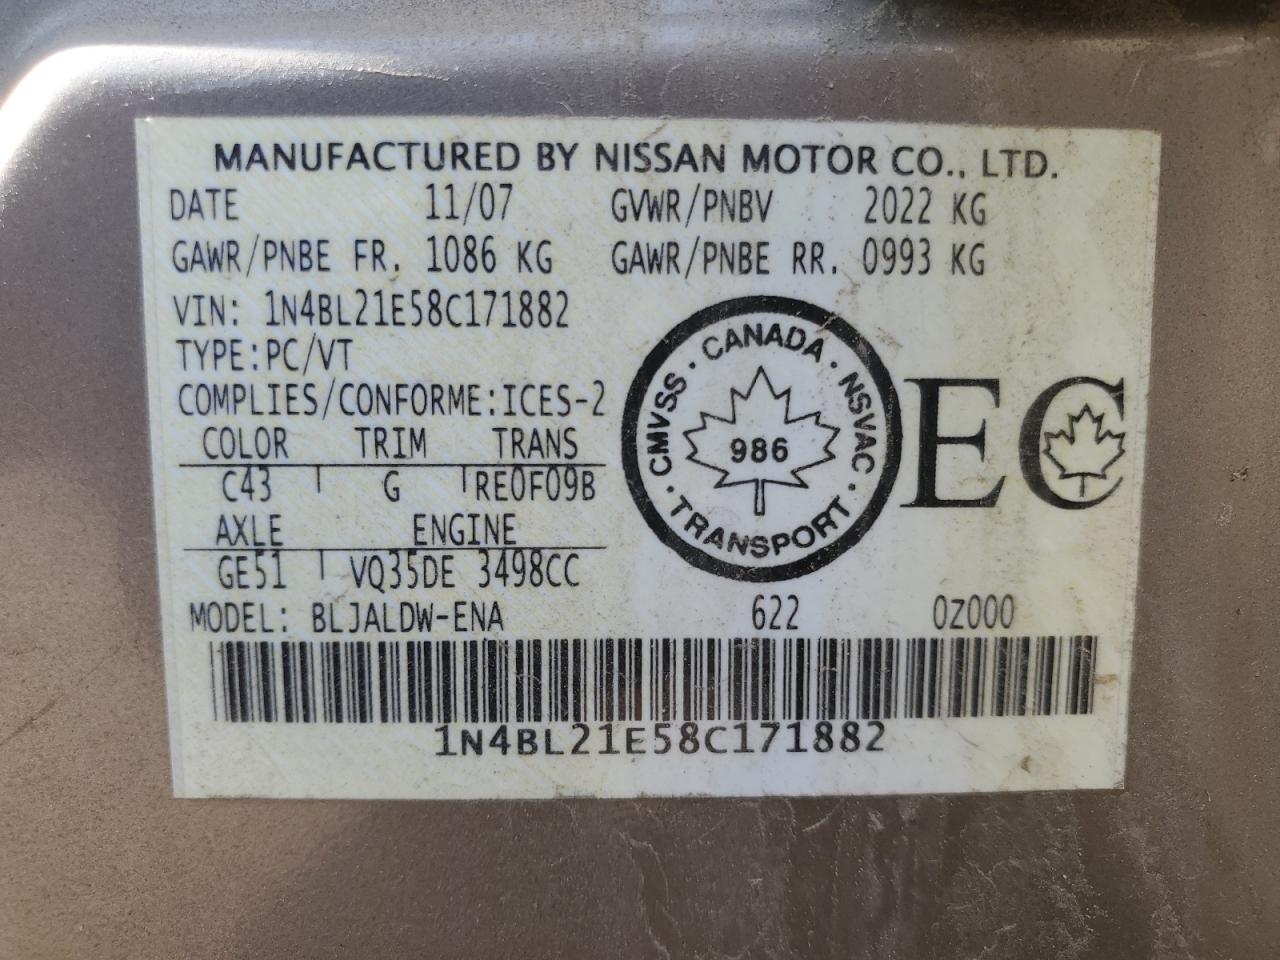 MANUFACTURED BY NISSAN MOTOR CO., LTD.
DATE 11/07 GVWR/PNBV 2022 KG
GAWR/PNBE FR. 1086 KG GAWR/PNBE RR. 0993 KG
VIN: 1N4BL21E58C171882
TYPE:PC/VT
COMPLIES/CONFORME:ICES-2
COLOR TRIM TRANS
C43 G RE0F09B
AXLE ENGINE
GE51 VQ35DE 3498CC
CMVSS · CANADA · NSVAC · TRANSPORT ·
986
EC
MODEL: BLJALDW-ENA 622 0Z000
1N4BL21E58C171882